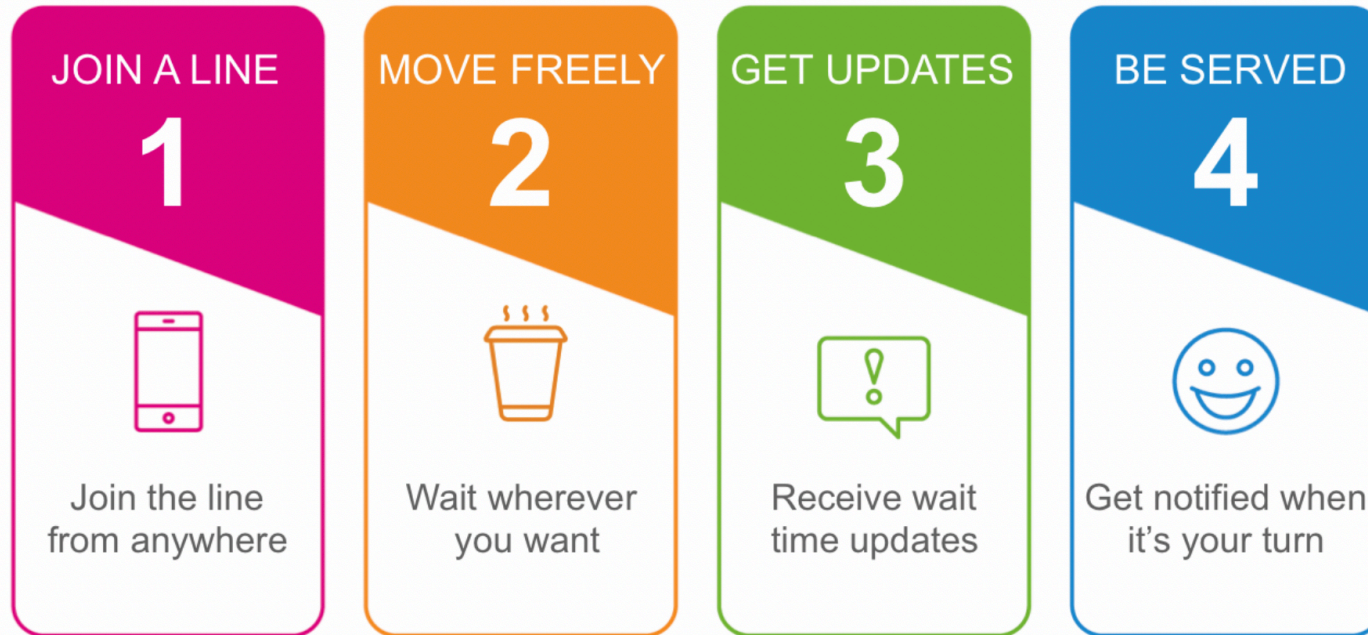 JOIN A LINE
1
Join the line
from anywhere
MOVE FREELY
2
Wait wherever
you want
GET UPDATES
3
!
Receive wait
time updates
BE SERVED
4
Get notified when
it’s your turn